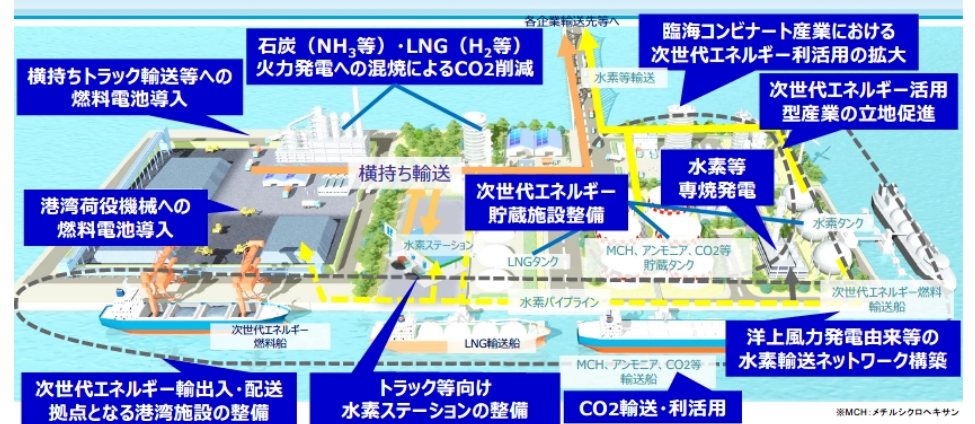 各企業輸送先等へ
石炭（NH3等）・LNG（H2等）
火力発電への混焼によるCO2削減
臨海コンビナート産業における
次世代エネルギー利活用の拡大
横持ちトラック輸送等への
燃料電池導入
水素等輸送
次世代エネルギー活用
型産業の立地促進
横持ち輸送
水素等
専焼発電
次世代エネルギー
貯蔵施設整備
港湾荷役機械への
燃料電池導入
水素ステーション
LNGタンク
MCH、アンモニア、CO2等
貯蔵タンク
水素タンク
水素パイプライン
次世代エネルギー燃料
輸送船
次世代エネルギー
燃料船
LNG輸送船
洋上風力発電由来等の
水素輸送ネットワーク構築
MCH、アンモニア、CO2等
輸送船
次世代エネルギー輸出入・配送
拠点となる港湾施設の整備
トラック等向け
水素ステーションの整備
CO2輸送・利活用
※MCH：メチルシクロヘキサン